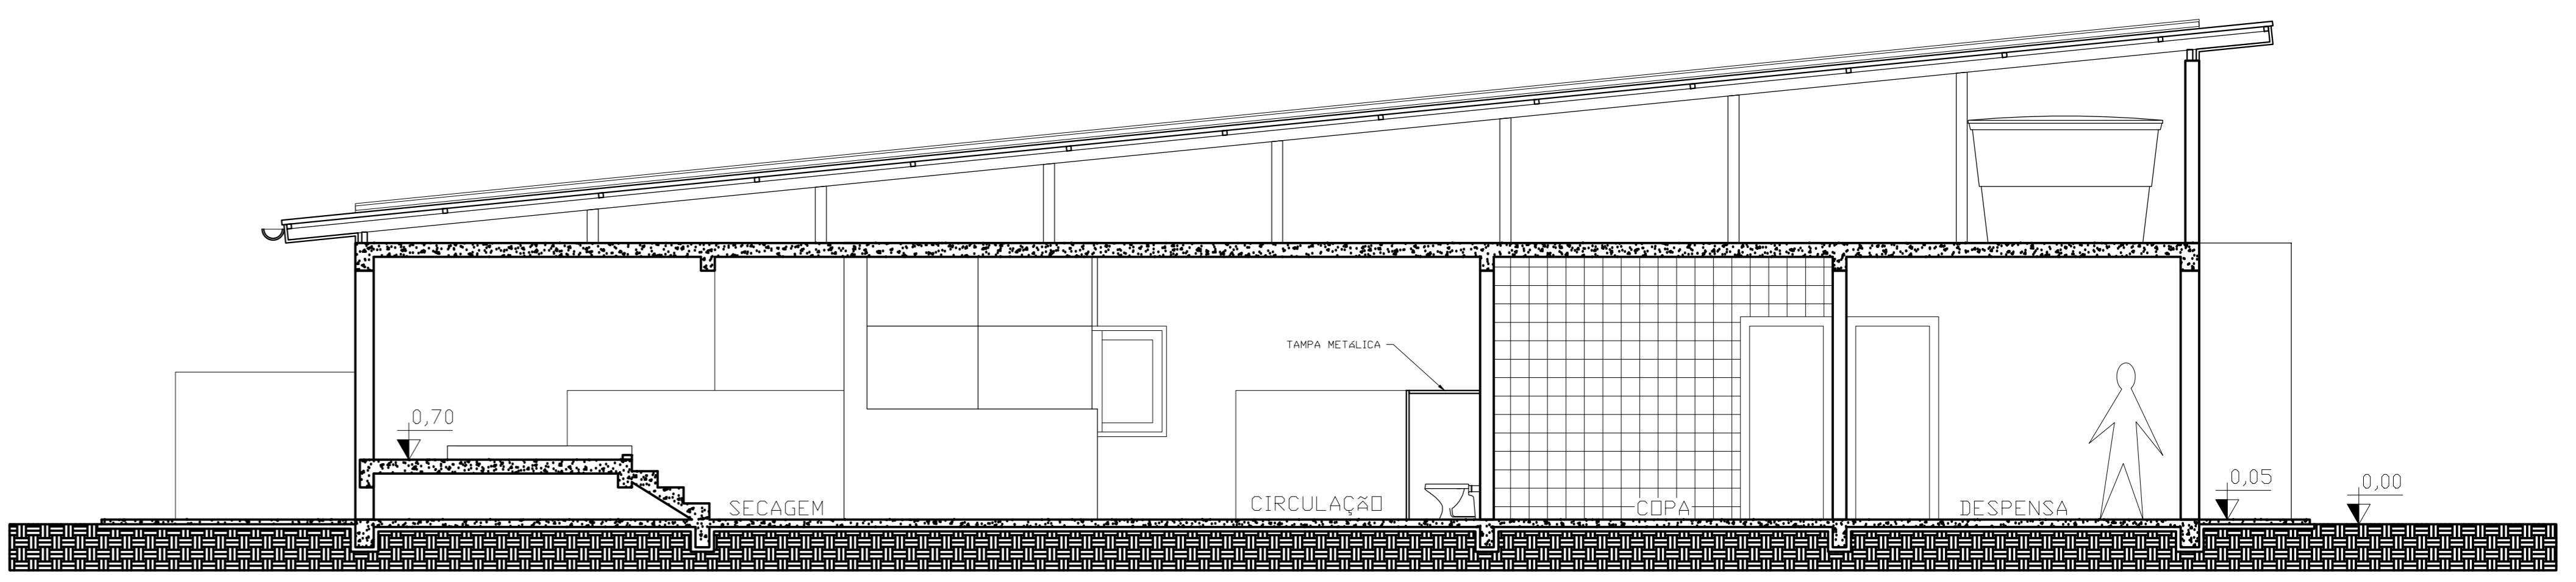 TAMPA METÁLICA
0,70
0,05
0,00
SECAGEM
CIRCULAÇÃO
COPA
DESPENSA